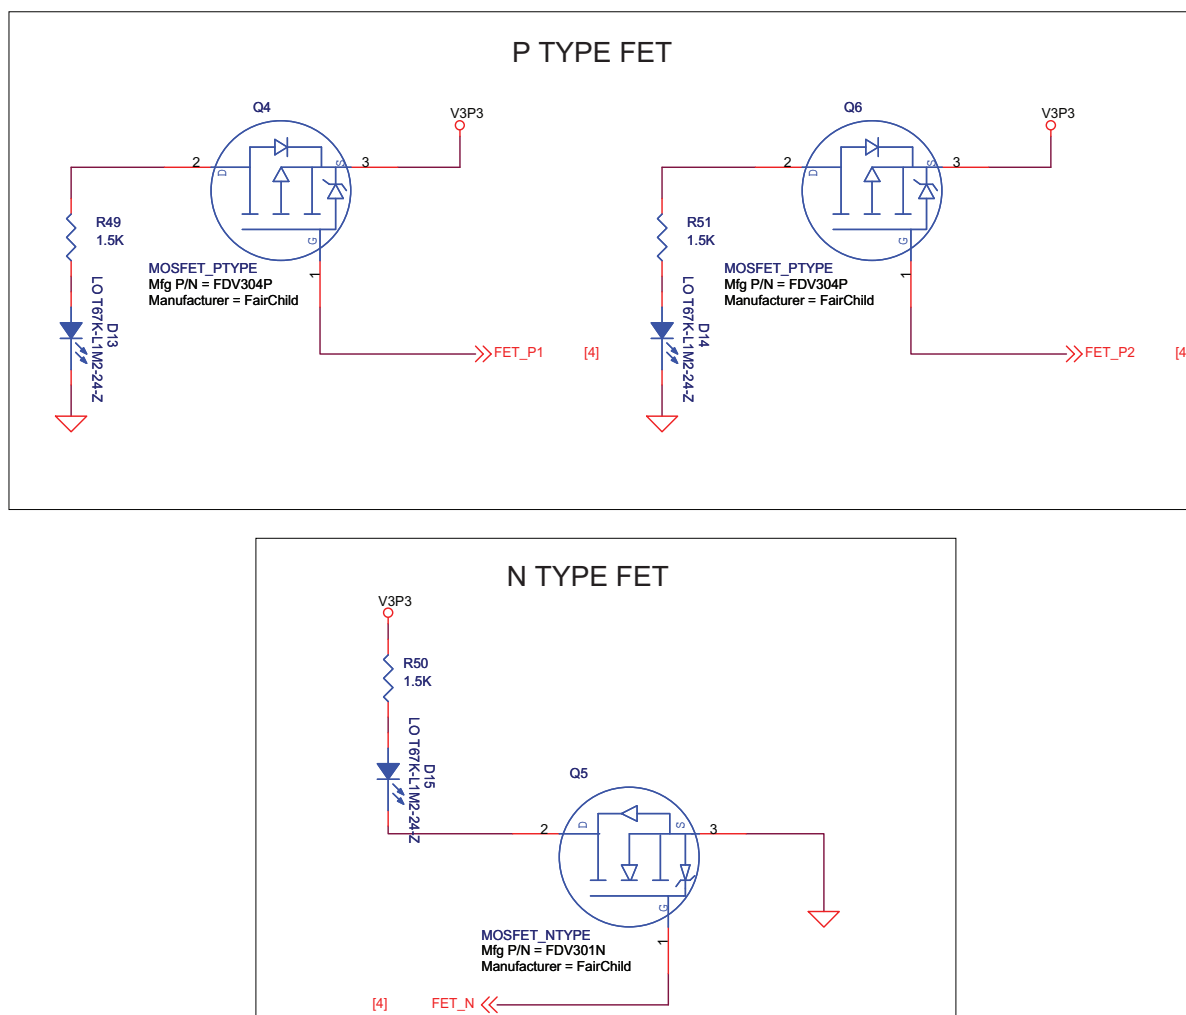 P TYPE FET
Q4
V3P3
2
D
S
3
R49
1.5K
G
1
MOSFET_PTYPE
Mfg P/N = FDV304P
Manufacturer = FairChild
D13
LO T67K-L1M2-24-Z
FET_P1 [4]
Q6
V3P3
2
D
S
3
R51
1.5K
G
1
MOSFET_PTYPE
Mfg P/N = FDV304P
Manufacturer = FairChild
D14
LO T67K-L1M2-24-Z
FET_P2 [4
N TYPE FET
V3P3
R50
1.5K
D15
LO T67K-L1M2-24-Z
Q5
2
D
S
3
G
1
MOSFET_NTYPE
Mfg P/N = FDV301N
Manufacturer = FairChild
[4] FET_N